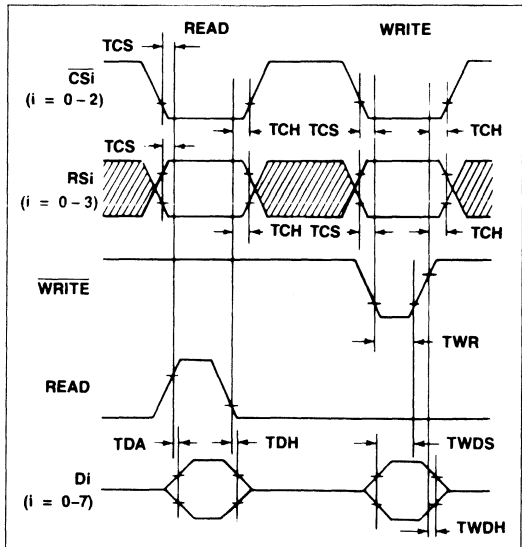 READ WRITE
TCS
CSi
(i = 0–2)
TCS TCH TCS TCH
RSi
(i = 0–3)
TCH TCS TCH
WRITE
TWR
READ
TDA TDH TWDS
Di
(i = 0–7)
TWDH